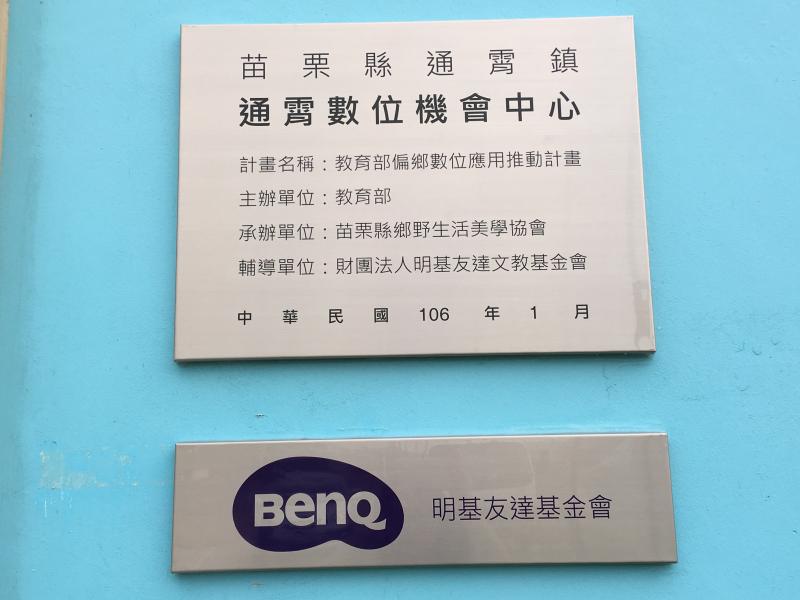 苗栗縣通霄鎮
通霄數位機會中心
計畫名稱：教育部偏鄉數位應用推動計畫
主辦單位：教育部
承辦單位：苗栗縣鄉野生活美學協會
輔導單位：財團法人明基友達文教基金會
中華民國 106 年 1 月
BenQ 明基友達基金會